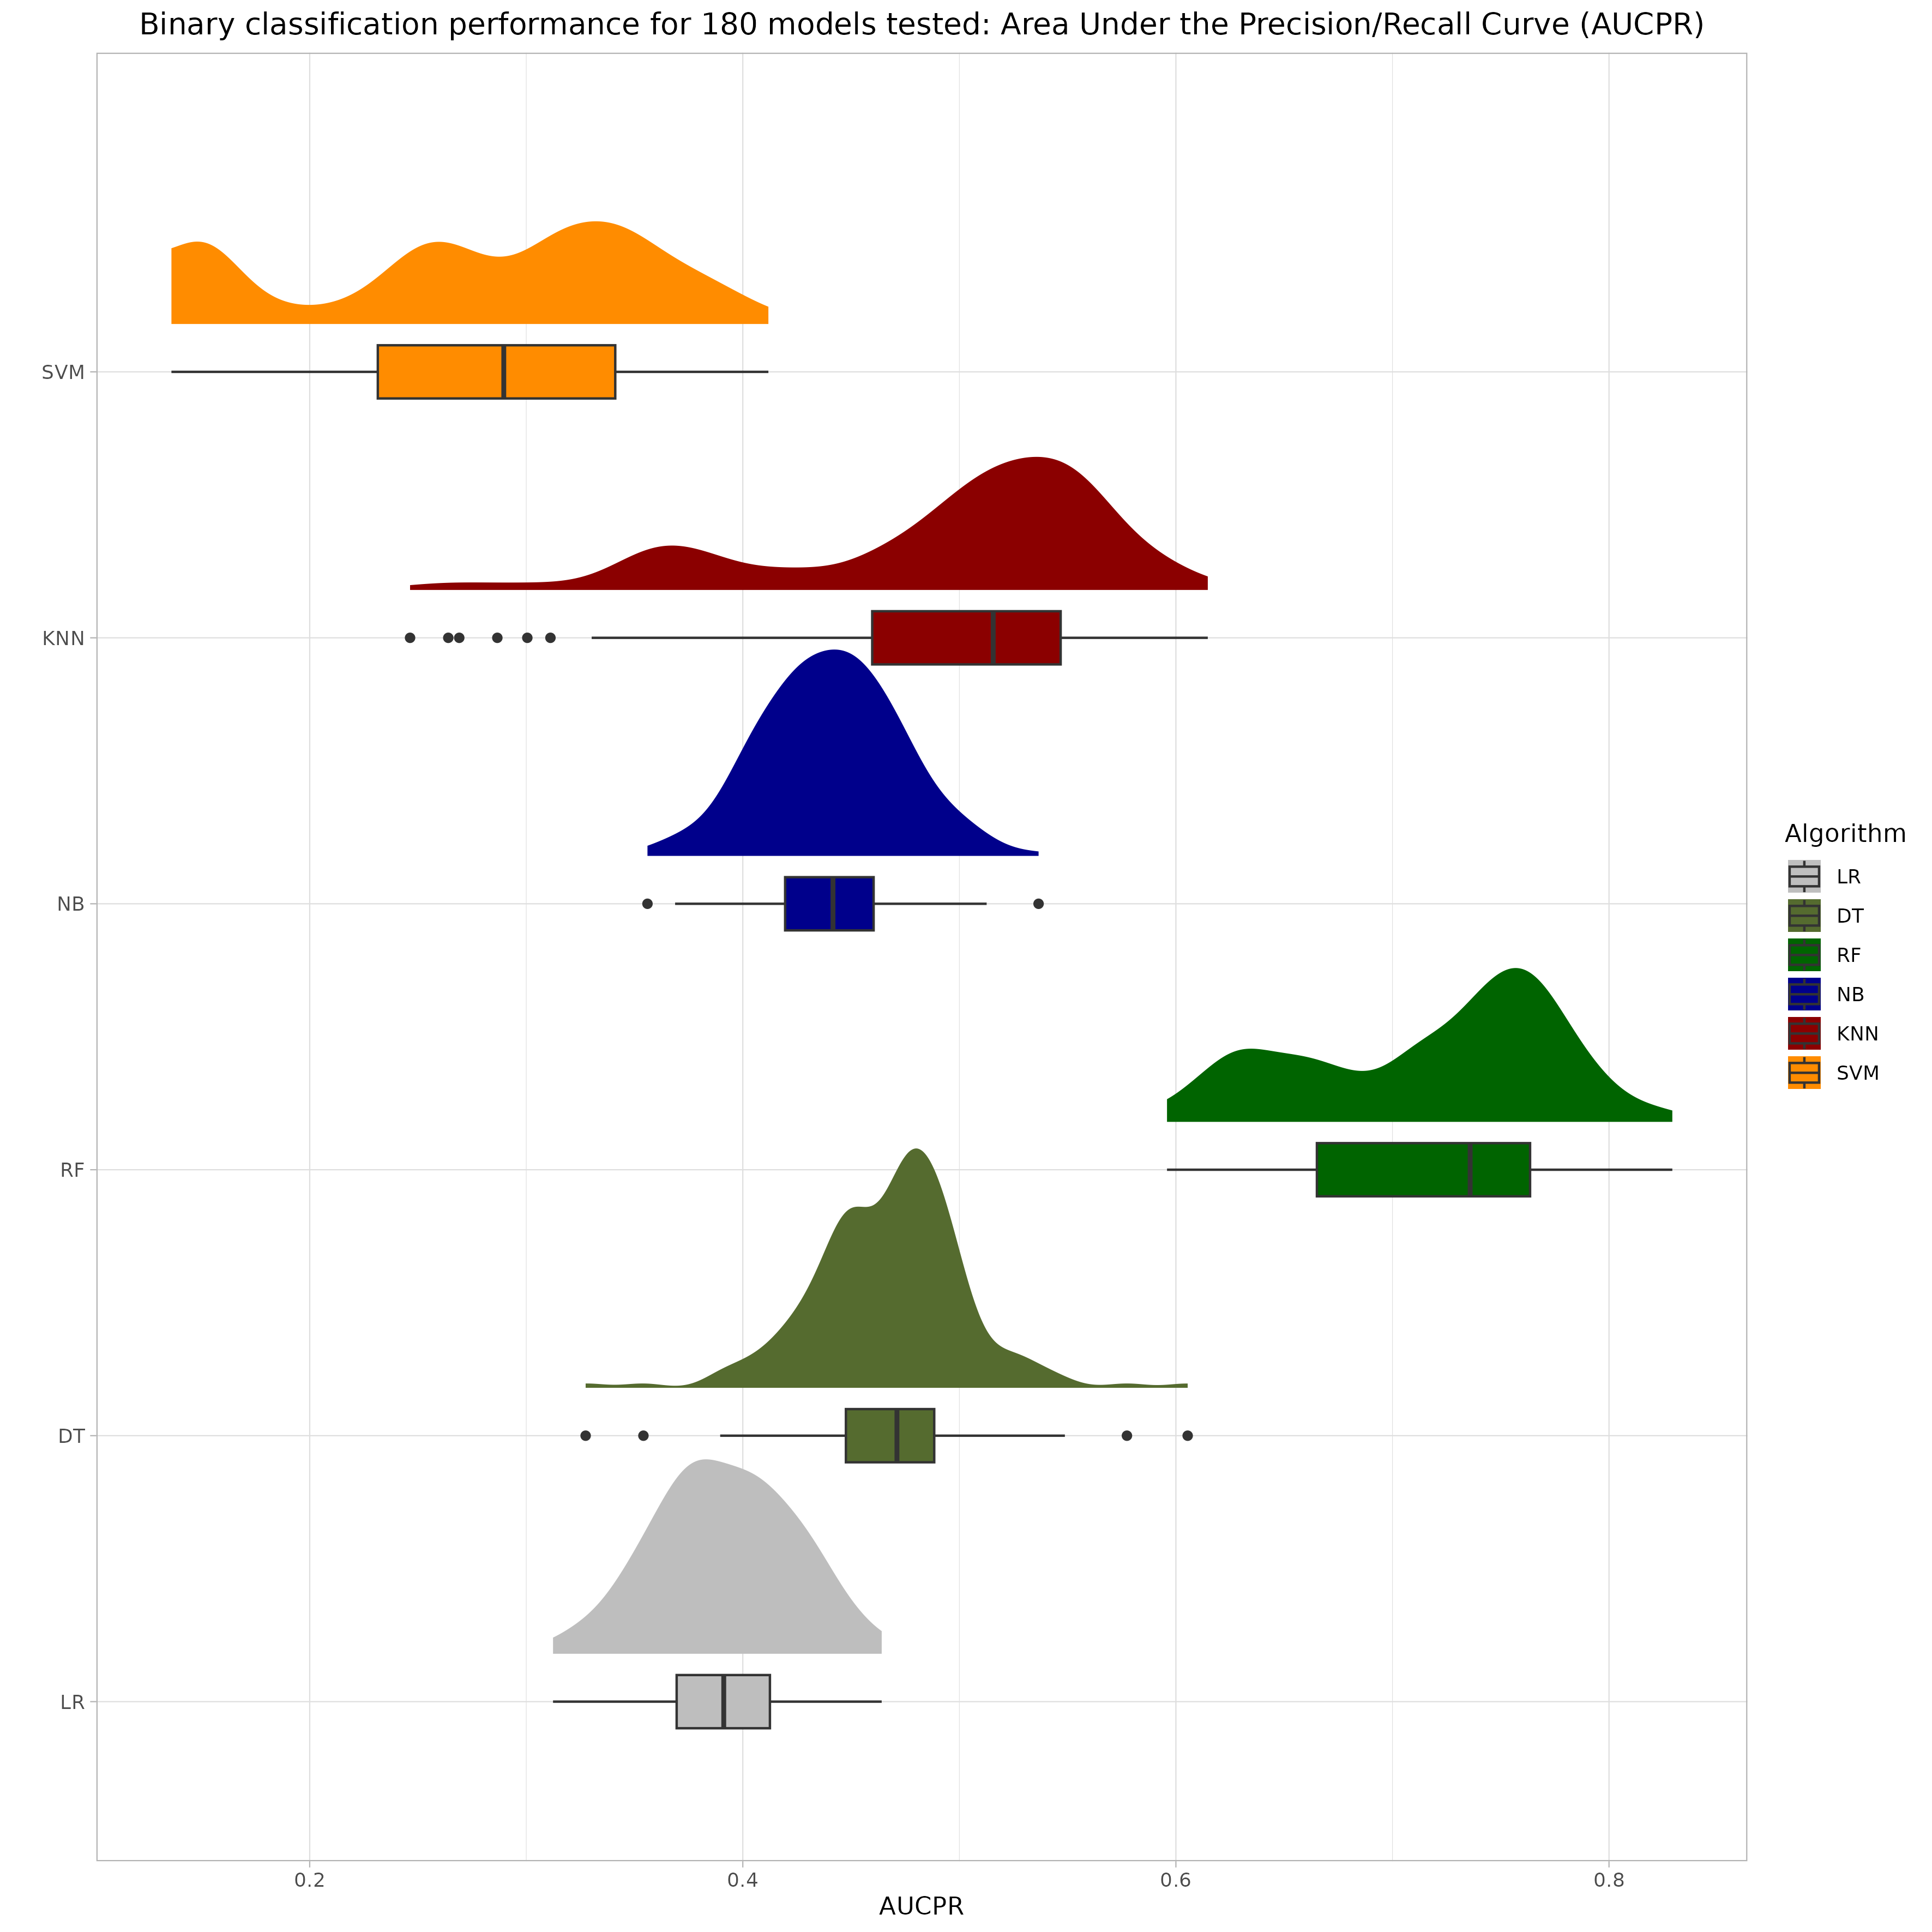 Binary classification performance for 180 models tested: Area Under the Precision/Recall Curve (AUCPR)
SVM
KNN
NB
RF
DT
LR
0.2 0.4 0.6 0.8
AUCPR
Algorithm
LR
DT
RF
NB
KNN
SVM